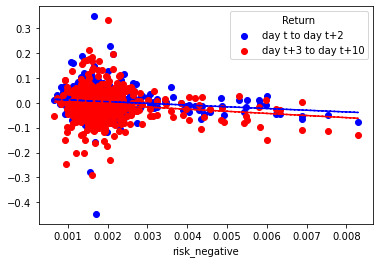 Return
day t to day t+2
day t+3 to day t+10
0.3
0.2
0.1
0.0
−0.1
−0.2
−0.3
−0.4
0.001 0.002 0.003 0.004 0.005 0.006 0.007 0.008
risk_negative